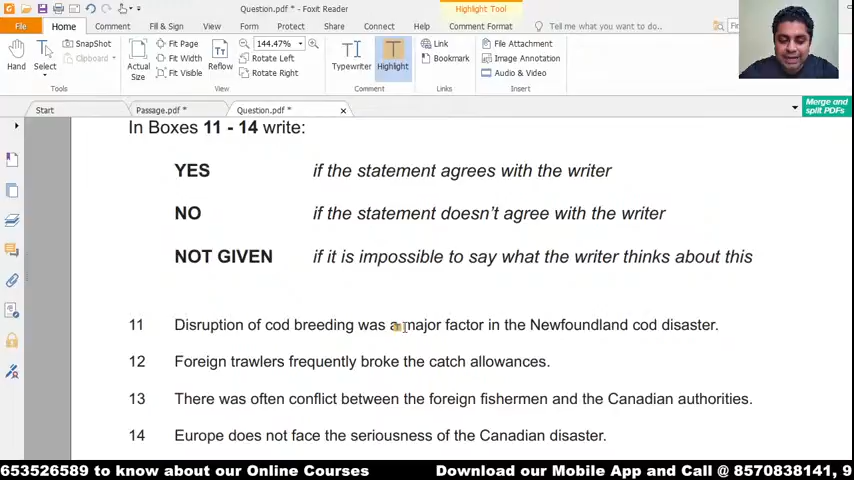 Question.pdf * - Foxit Reader
Highlight Tool
File Home Comment Fill & Sign View Form Protect Share Connect Help Extras Comment Format Tell me what you want to do...
Hand Select SnapShot Clipboard Actual Size Fit Page Fit Width Fit Visible Reflow 144.47% Rotate Left Rotate Right Typewriter Highlight Link Bookmark File Attachment Image Annotation Audio & Video
Tools View Comment Links Insert
Start Passage.pdf * Question.pdf * Merge and split PDFs
In Boxes 11 - 14 write:
YES if the statement agrees with the writer
NO if the statement doesn't agree with the writer
NOT GIVEN if it is impossible to say what the writer thinks about this
11 Disruption of cod breeding was a major factor in the Newfoundland cod disaster.
12 Foreign trawlers frequently broke the catch allowances.
13 There was often conflict between the foreign fishermen and the Canadian authorities.
14 Europe does not face the seriousness of the Canadian disaster.
653526589 to know about our Online Courses Download our Mobile App and Call @ 8570838141, 9